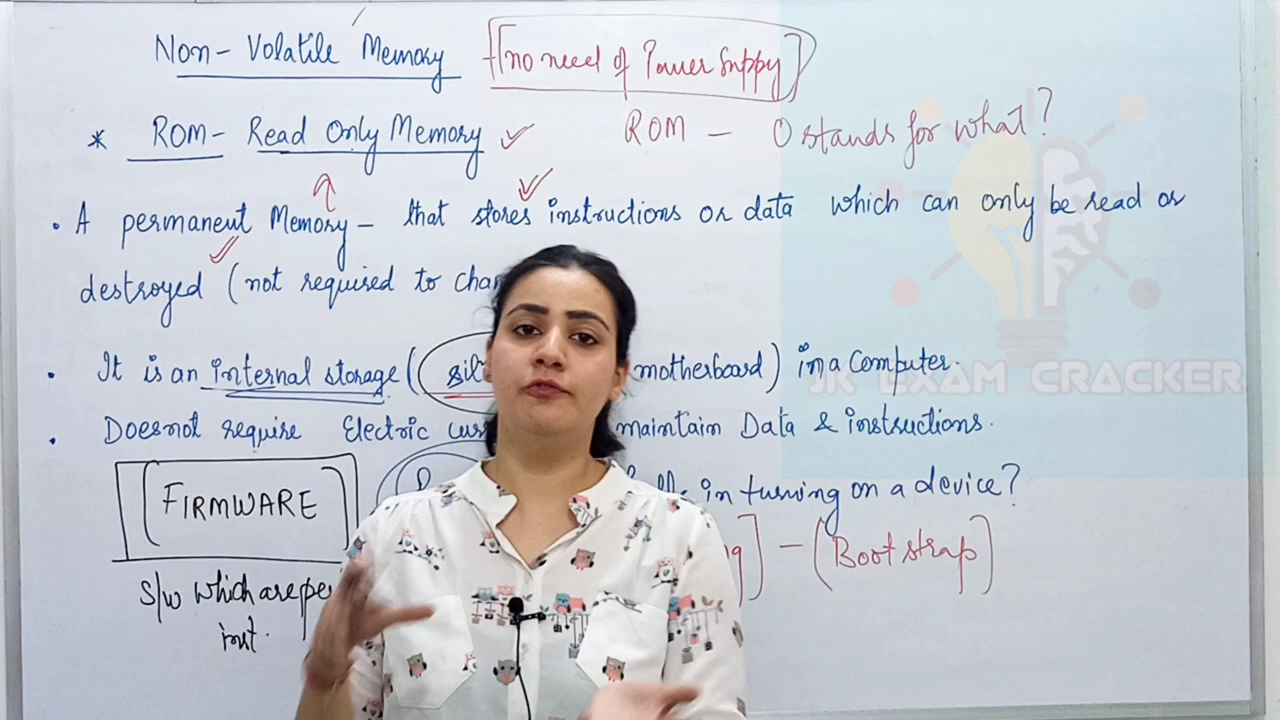 Non-Volatile Memory [no need of Power Supply]
* ROM- Read Only Memory ✓ ROM - O stands for what?
• A permanent Memory - that stores instructions or data which can only be read or
destroyed (not required to
• It is an internal storage ( motherboard) in a Computer.
• Doesnot require Electric maintain Data & instructions.
in turning on a device?
[FIRMWARE] - (Bootstrap]
S/w which are
inst.
JK EXAM CRACKER